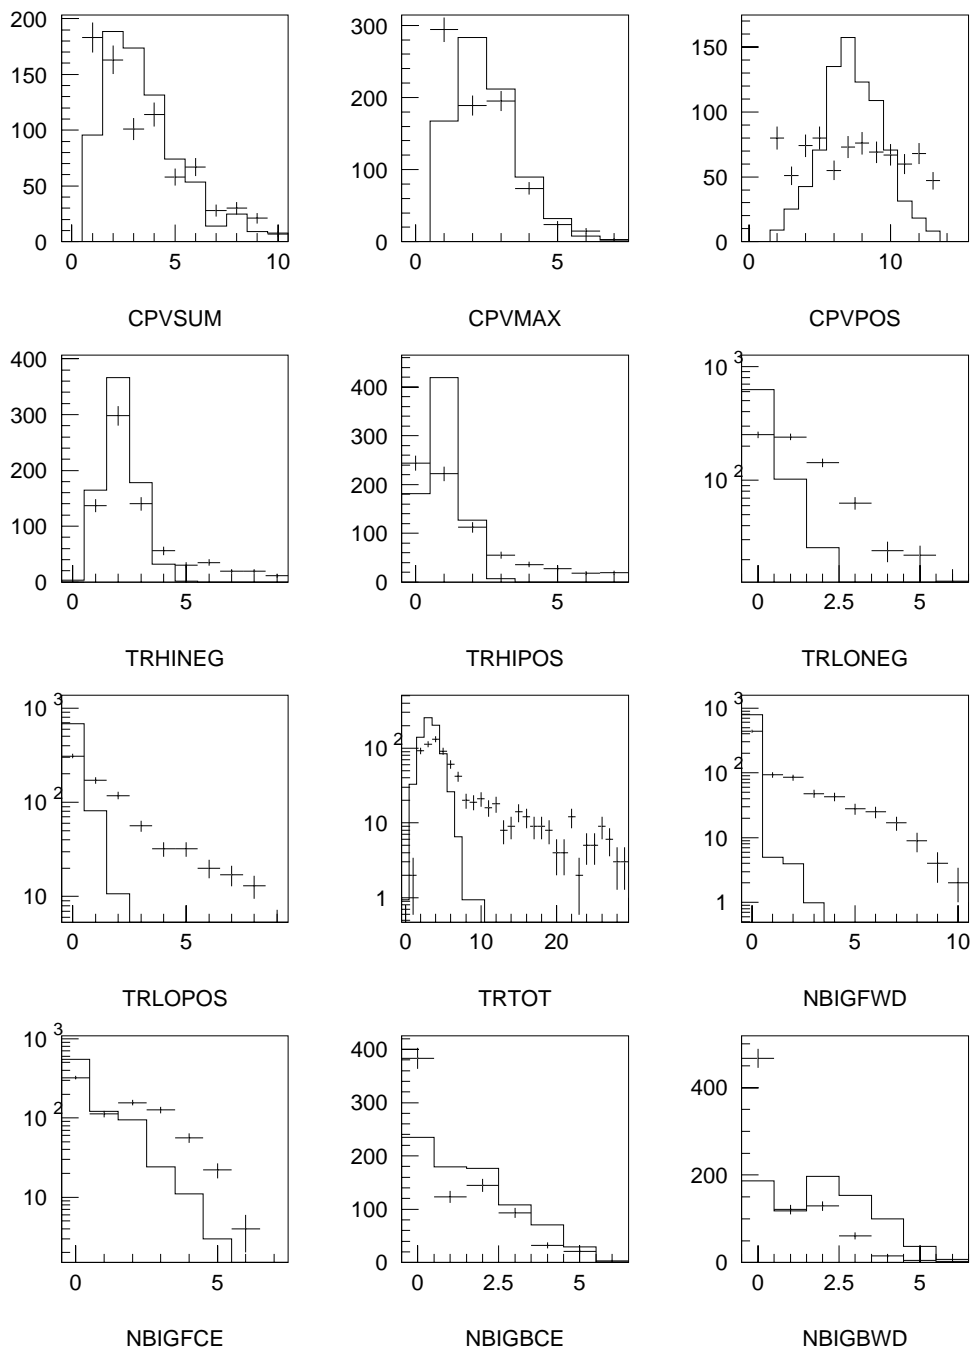 200
150
100
50
0
0 5 10
CPVSUM
300
200
100
0
0 5
CPVMAX
150
100
50
0
0 10
CPVPOS
400
300
200
100
0
0 5
TRHINEG
400
300
200
100
0
0 5
TRHIPOS
10 3
10 2
0 2.5 5
TRLONEG
10 3
10 2
10
0 5
TRLOPOS
10 2
10
1
0 10 20
TRTOT
10 3
10 2
10
1
0 5 10
NBIGFWD
10 3
10 2
10
0 5
NBIGFCE
400
300
200
100
0
0 2.5 5
NBIGBCE
400
200
0
0 2.5 5
NBIGBWD